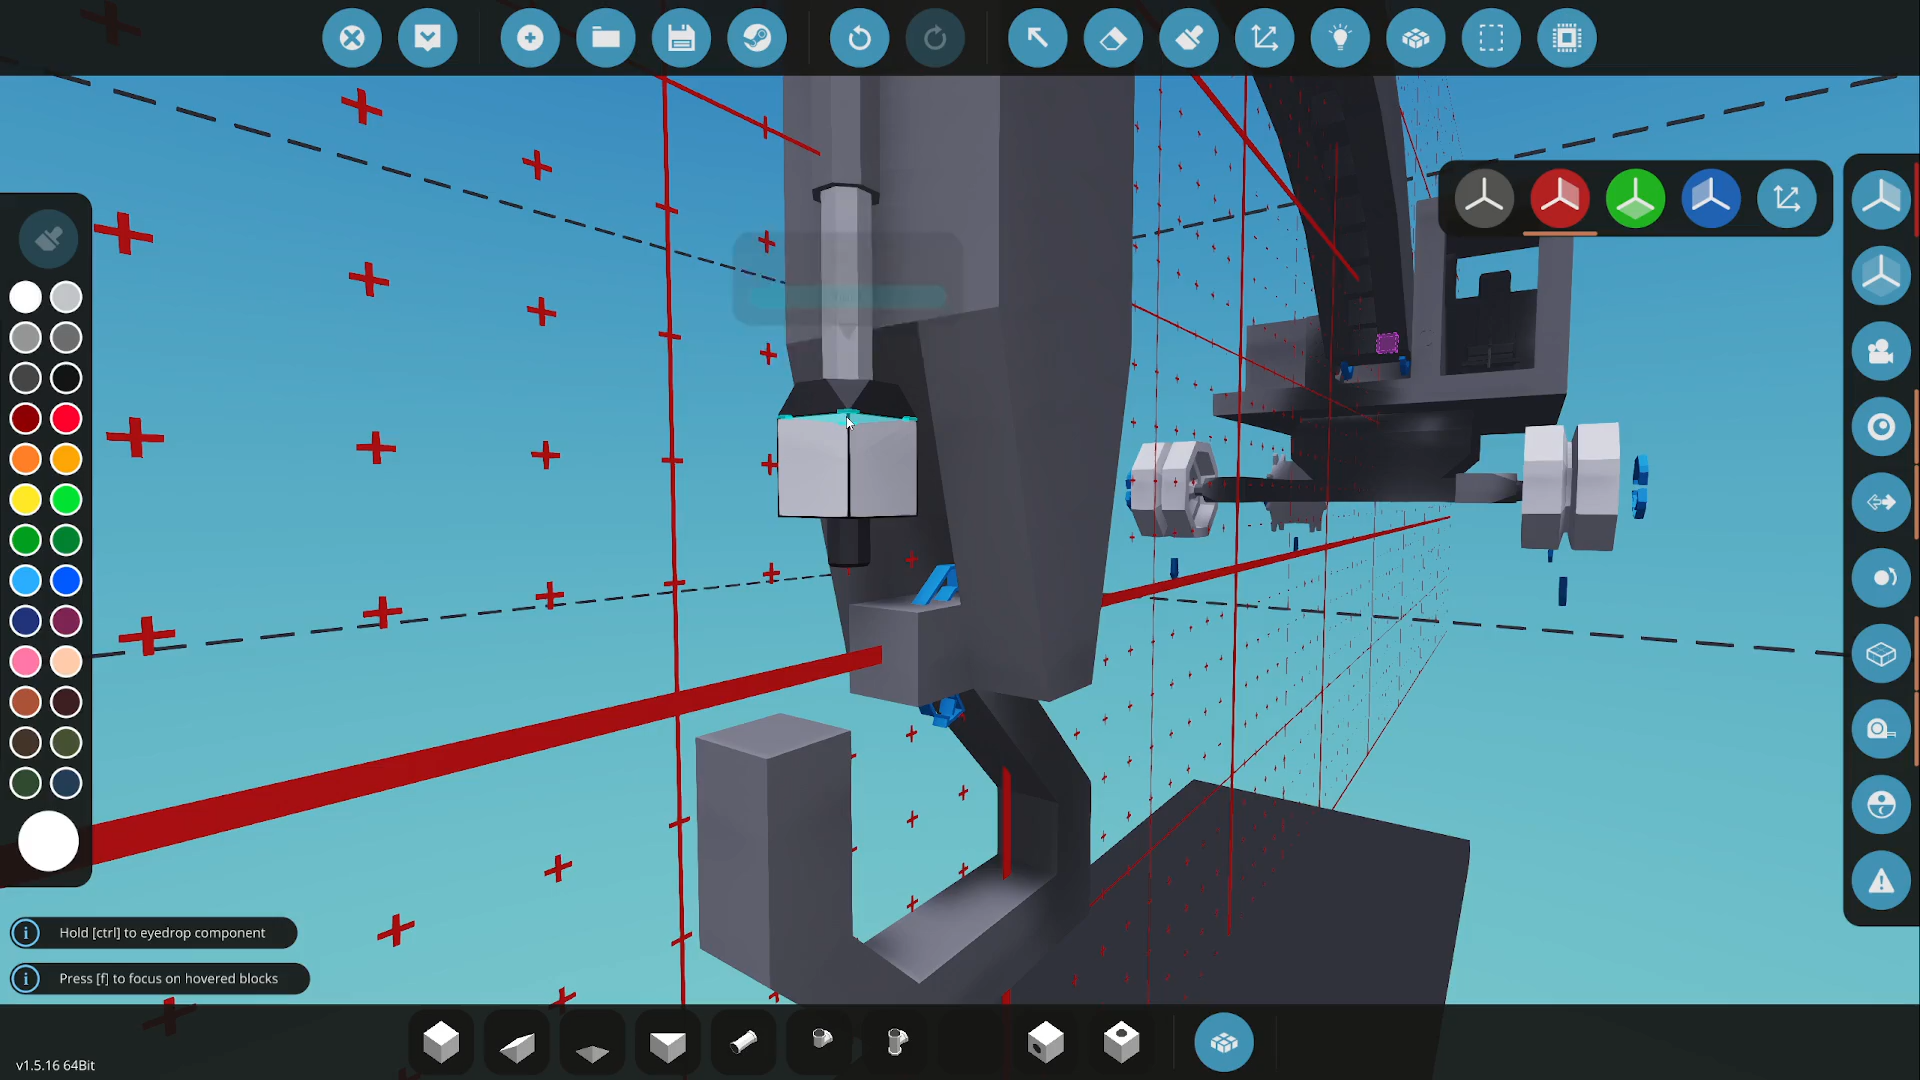 Hold [ctrl] to eyedrop component
Press [f] to focus on hovered blocks
v1.5.16 64Bit